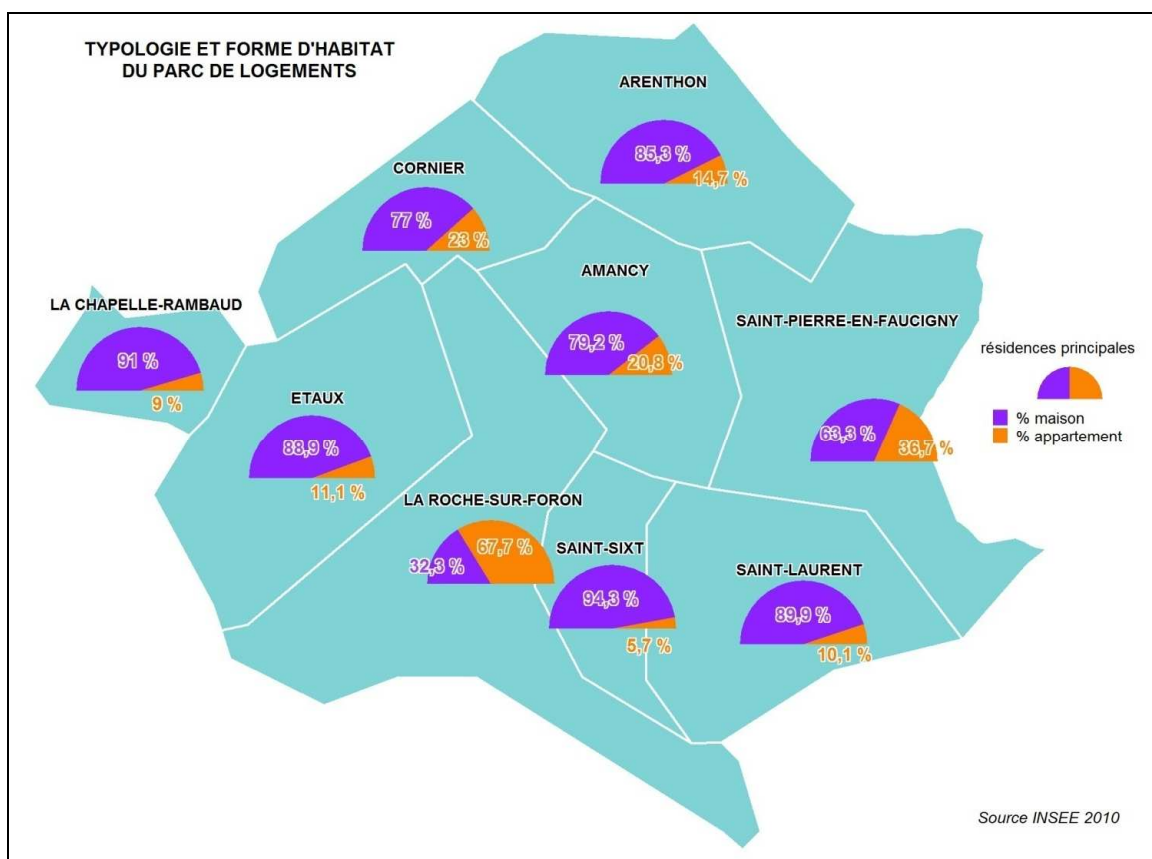 TYPOLOGIE ET FORME D'HABITAT
DU PARC DE LOGEMENTS
ARENTHON
85,3 %
14,7 %
CORNIER
77 %
23 %
AMANCY
79,2 %
20,8 %
LA CHAPELLE-RAMBAUD
91 %
9 %
SAINT-PIERRE-EN-FAUCIGNY
63,3 %
36,7 %
résidences principales
% maison
% appartement
ETAUX
88,9 %
11,1 %
LA ROCHE-SUR-FORON
67,7 %
32,3 %
SAINT-SIXT
94,3 %
5,7 %
SAINT-LAURENT
89,9 %
10,1 %
Source INSEE 2010